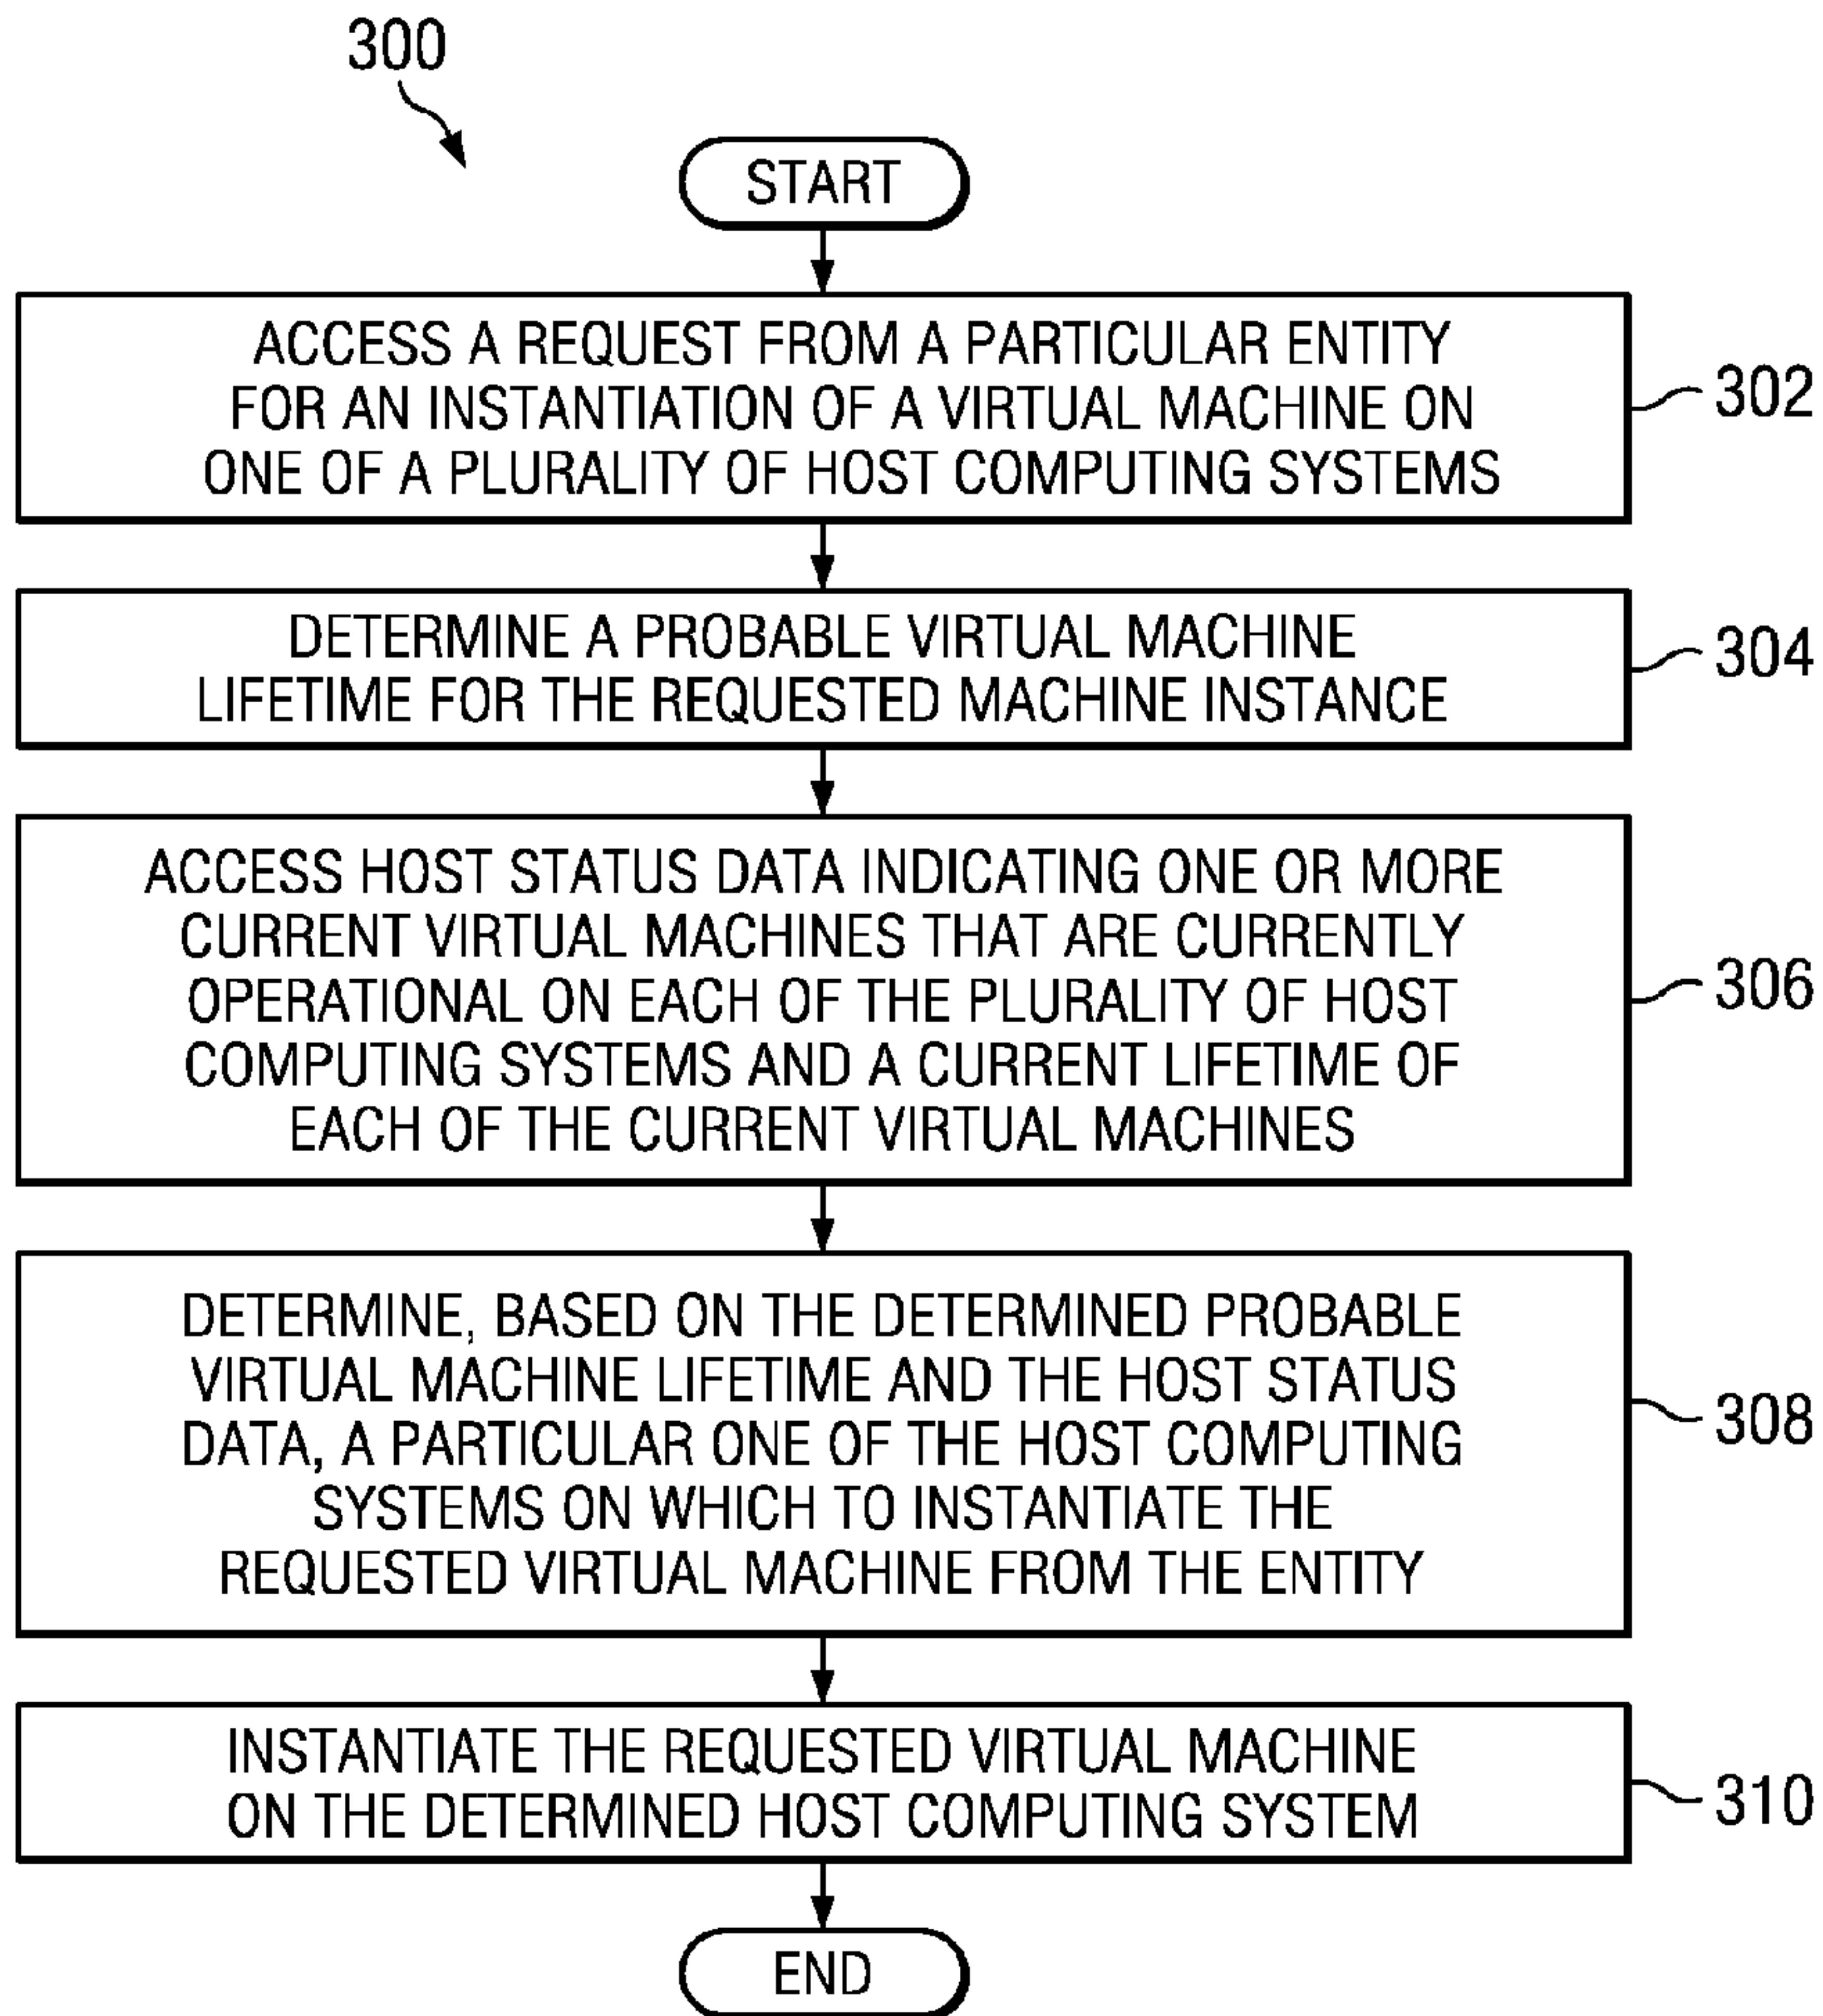 300
START
ACCESS A REQUEST FROM A PARTICULAR ENTITY
FOR AN INSTANTIATION OF A VIRTUAL MACHINE ON
ONE OF A PLURALITY OF HOST COMPUTING SYSTEMS
302
DETERMINE A PROBABLE VIRTUAL MACHINE
LIFETIME FOR THE REQUESTED MACHINE INSTANCE
304
ACCESS HOST STATUS DATA INDICATING ONE OR MORE
CURRENT VIRTUAL MACHINES THAT ARE CURRENTLY
OPERATIONAL ON EACH OF THE PLURALITY OF HOST
COMPUTING SYSTEMS AND A CURRENT LIFETIME OF
EACH OF THE CURRENT VIRTUAL MACHINES
306
DETERMINE, BASED ON THE DETERMINED PROBABLE
VIRTUAL MACHINE LIFETIME AND THE HOST STATUS
DATA, A PARTICULAR ONE OF THE HOST COMPUTING
SYSTEMS ON WHICH TO INSTANTIATE THE
REQUESTED VIRTUAL MACHINE FROM THE ENTITY
308
INSTANTIATE THE REQUESTED VIRTUAL MACHINE
ON THE DETERMINED HOST COMPUTING SYSTEM
310
END